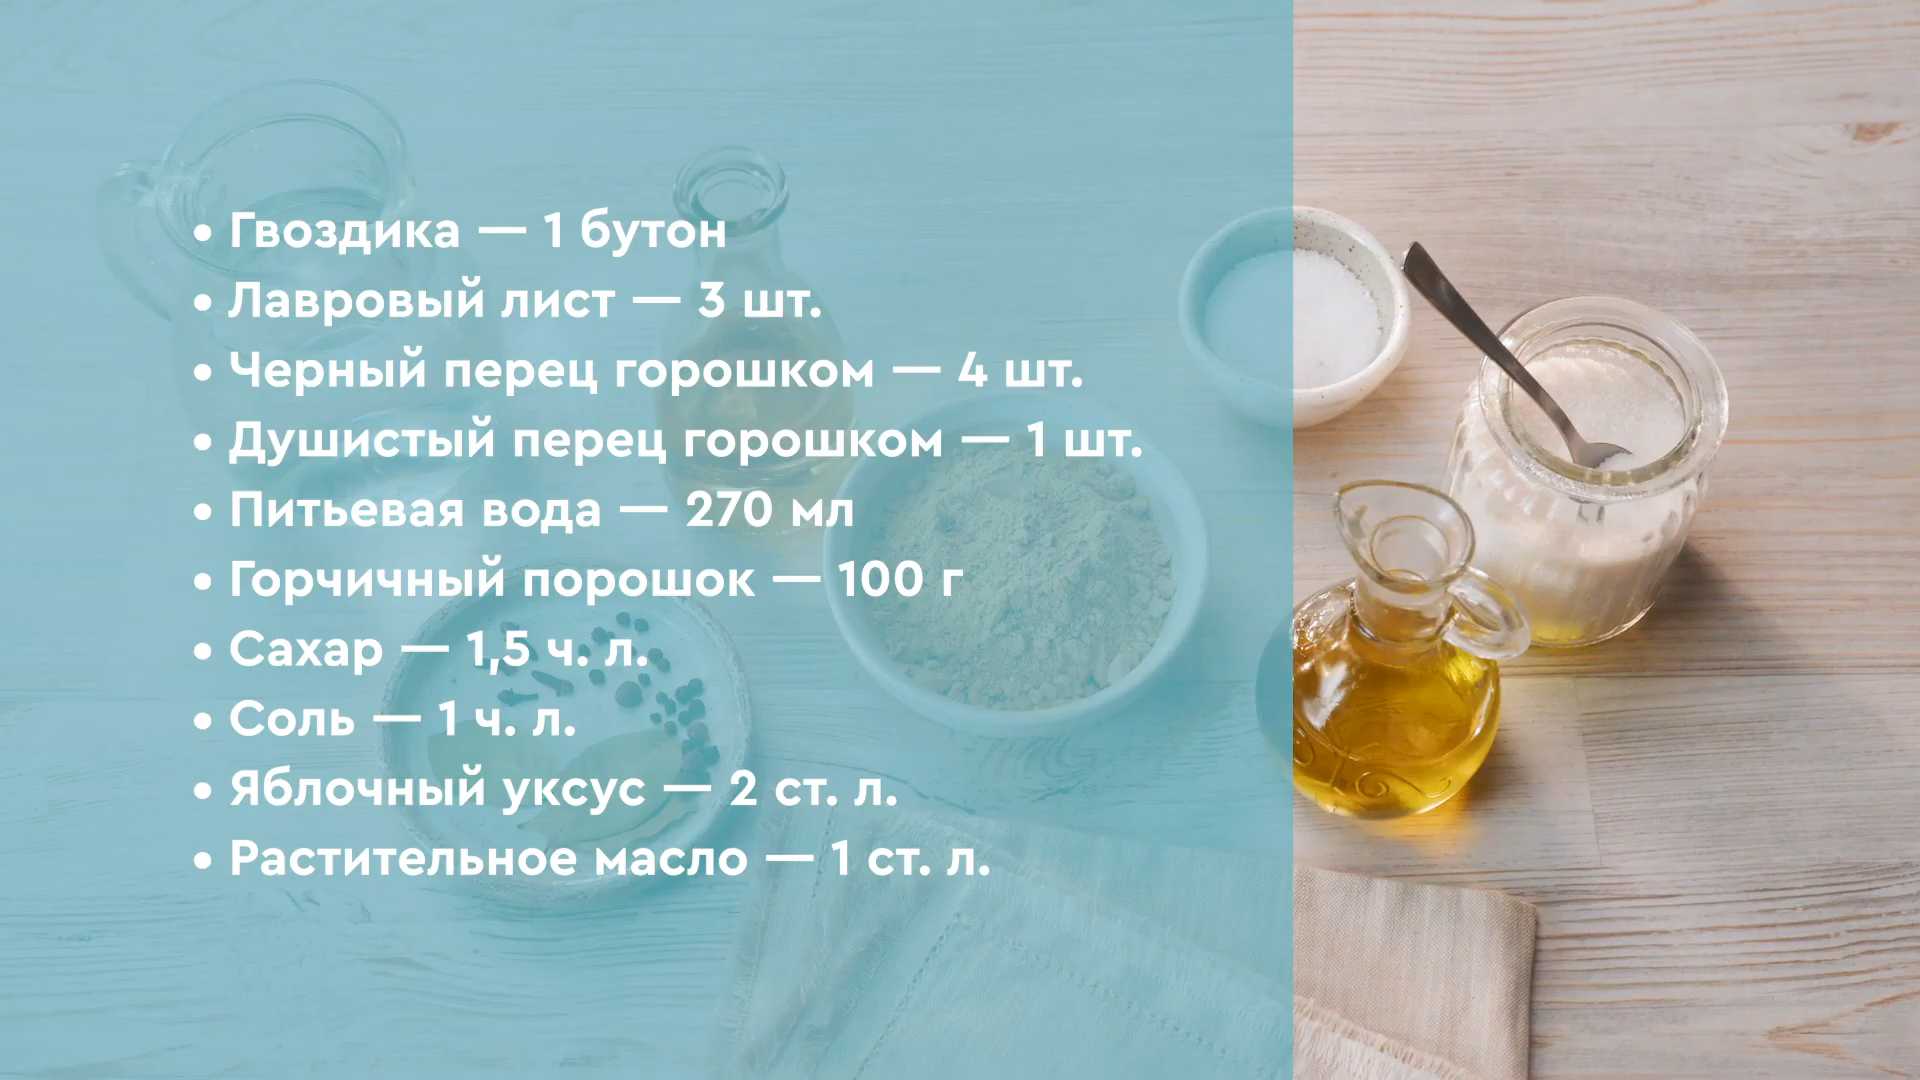 • Гвоздика — 1 бутон
• Лавровый лист — 3 шт.
• Черный перец горошком — 4 шт.
• Душистый перец горошком — 1 шт.
• Питьевая вода — 270 мл
• Горчичный порошок — 100 г
• Сахар — 1,5 ч. л.
• Соль — 1 ч. л.
• Яблочный уксус — 2 ст. л.
• Растительное масло — 1 ст. л.